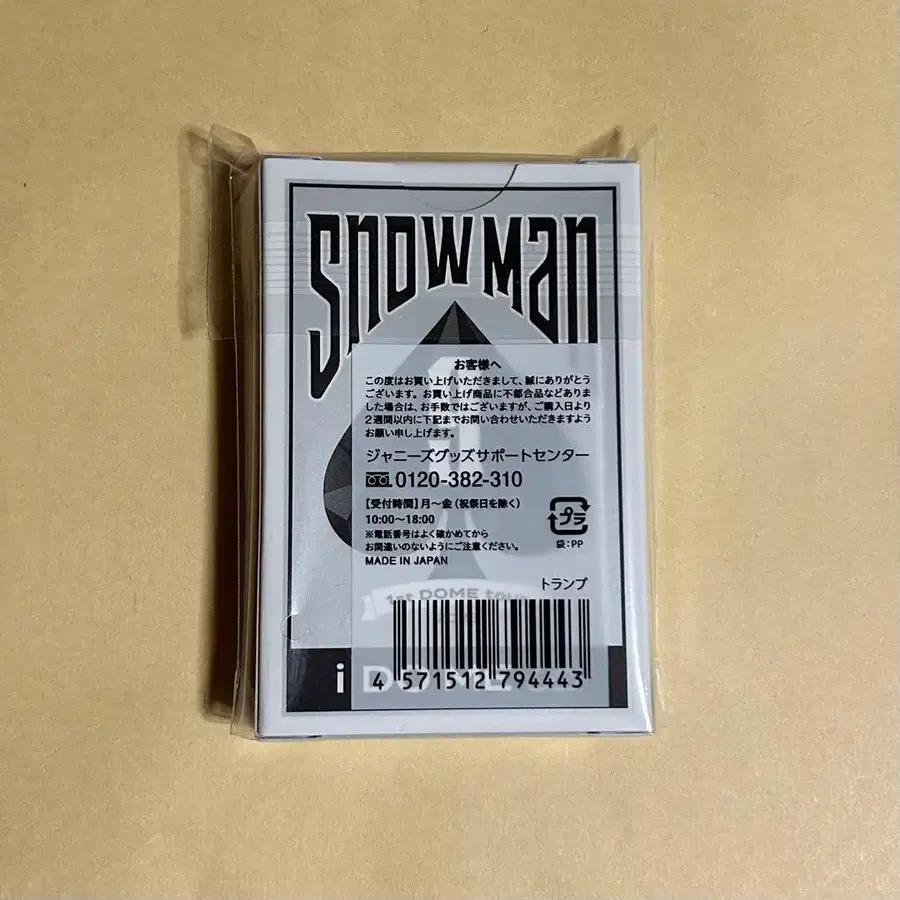 Snow Man
お客様へ
この度はお買い上げいただきまして、誠にありがとう
ございます。お買い上げ商品に不都合品などありま
した場合は、お手数ではございますが、ご購入日より
2週間以内に下記までお問い合わせいただきますよう
お願い申し上げます。
ジャニーズグッズサポートセンター
0120-382-310
【受付時間】月〜金(祝祭日を除く)
10:00〜18:00
※電話番号はよく確かめてから
お間違いのないようにご注意ください。
MADE IN JAPAN
プラ
袋:PP
トランプ
1st DOME tour
i DO
4 571512 794443